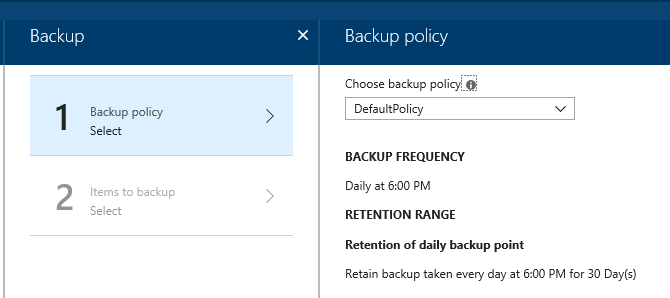 Backup
1
Backup policy
Select
2
Items to backup
Select
Backup policy
Choose backup policy
DefaultPolicy
BACKUP FREQUENCY
Daily at 6:00 PM
RETENTION RANGE
Retention of daily backup point
Retain backup taken every day at 6:00 PM for 30 Day(s)